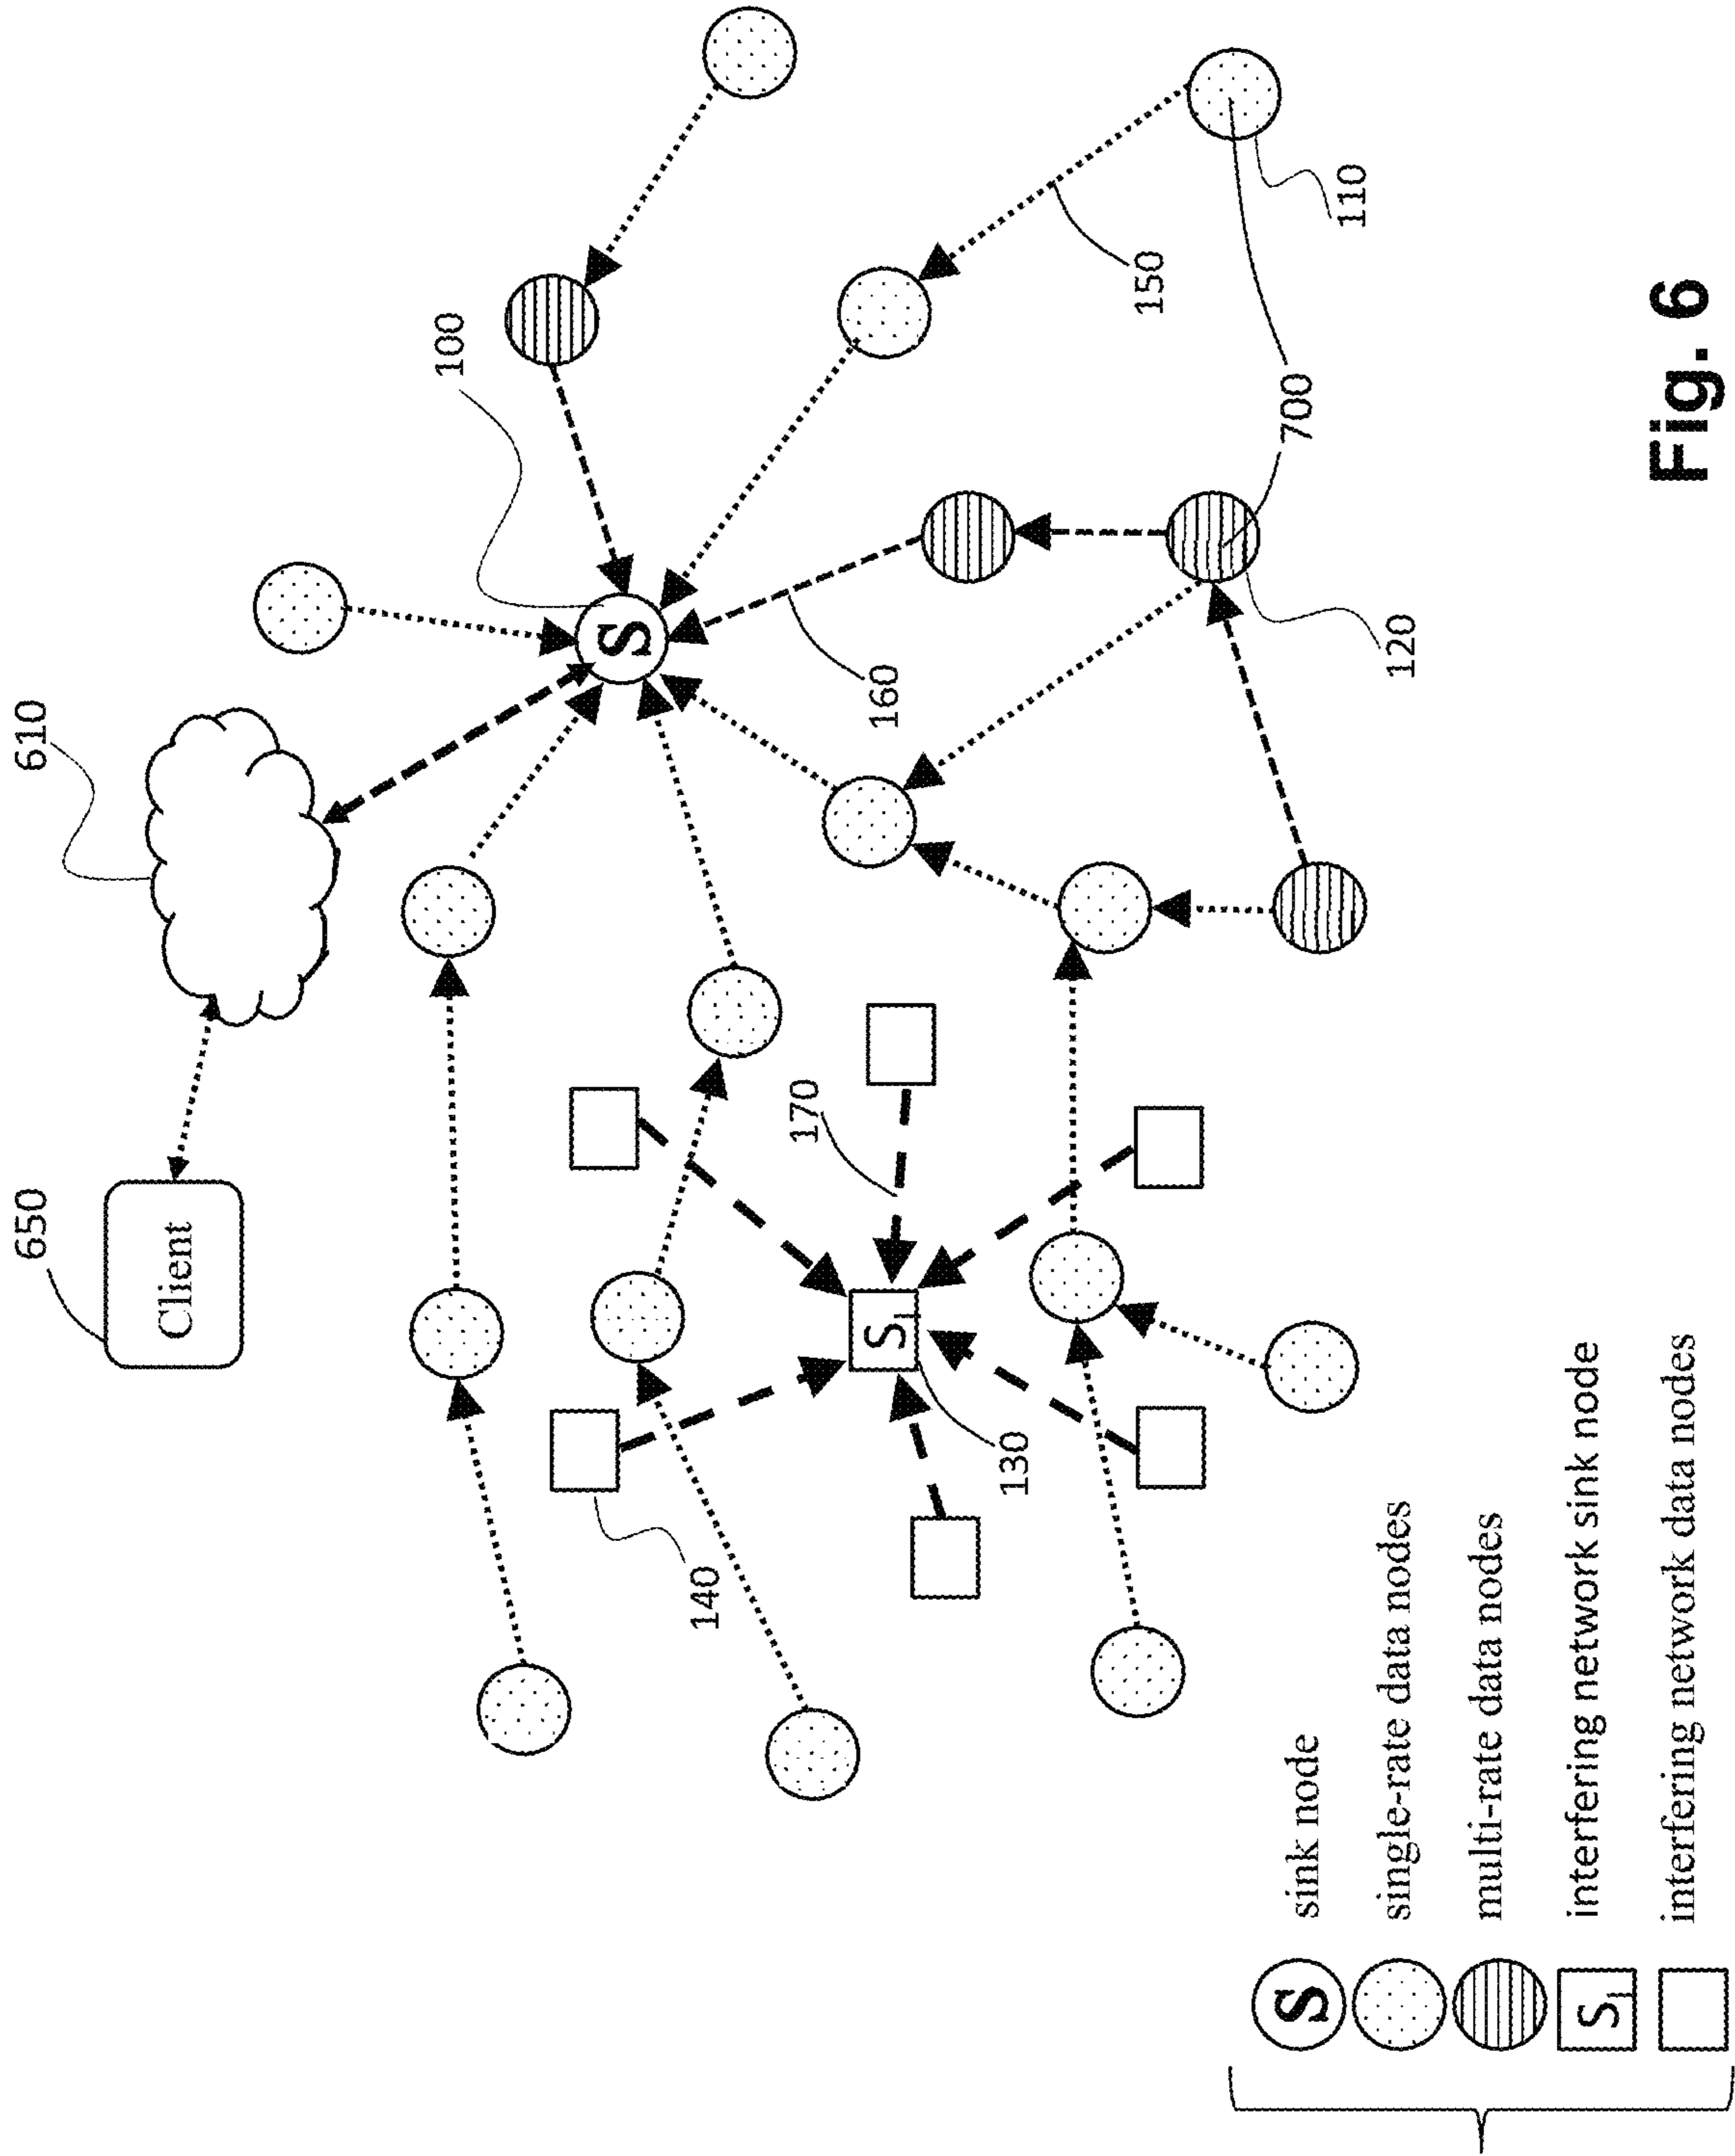 650
Client
610
100
S
140
130
S1
170
160
120
700
150
110
S
sink node
single-rate data nodes
multi-rate data nodes
S1
interfering network sink node
interfering network data nodes
Fig. 6